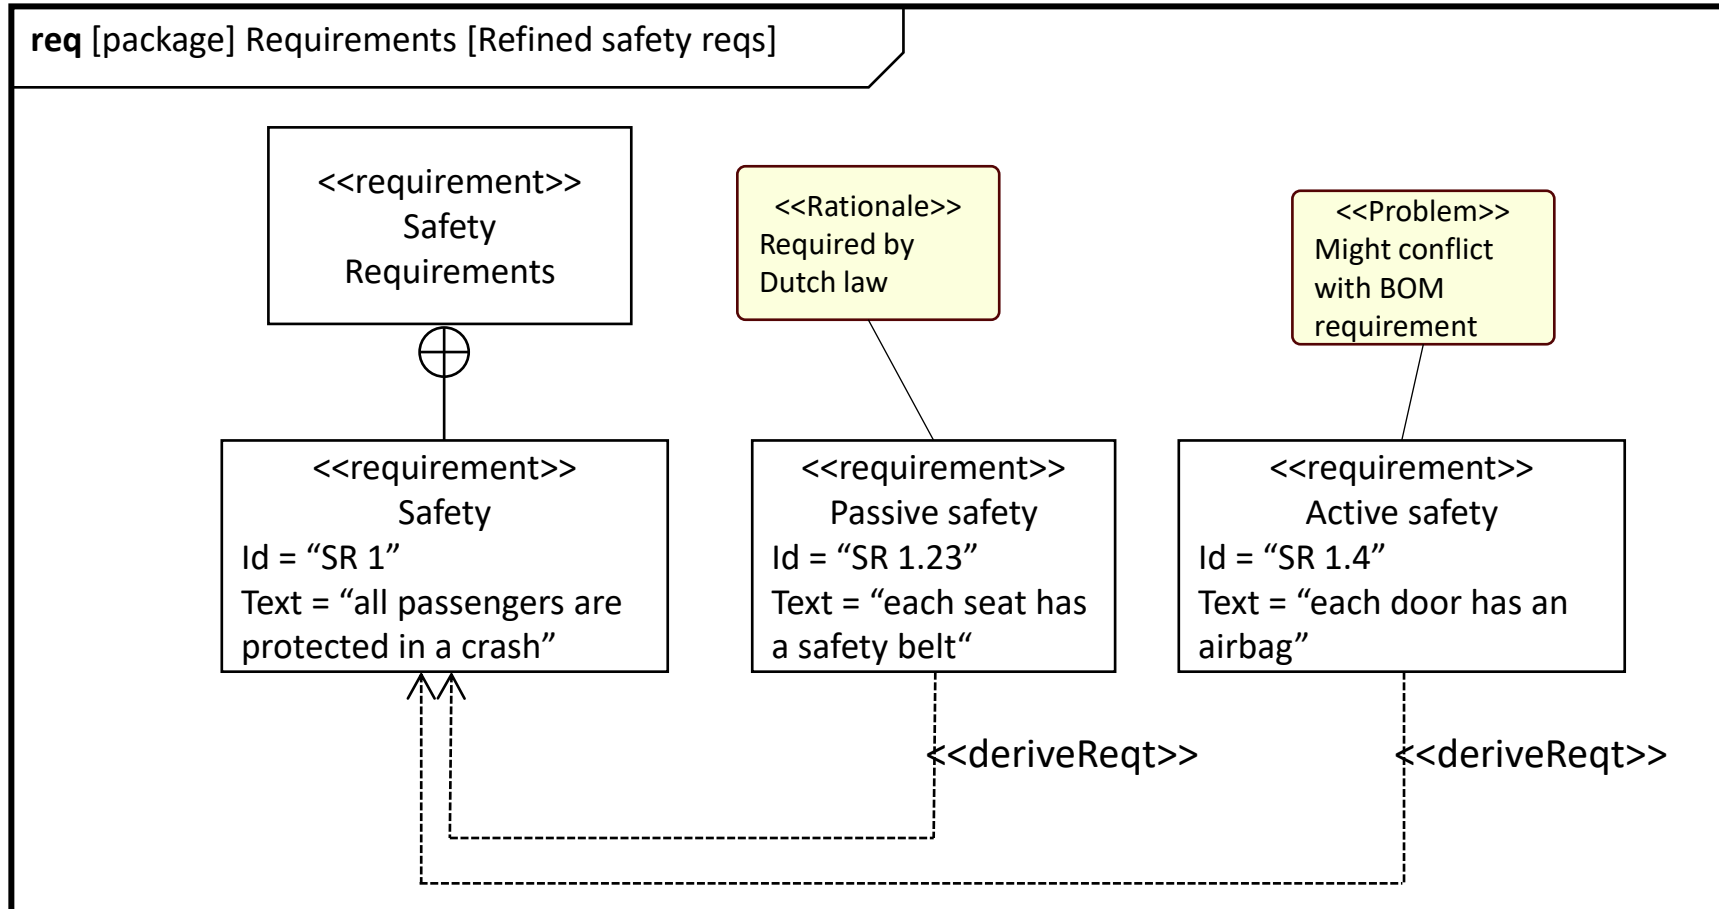 req [package] Requirements [Refined safety reqs]
<<requirement>>
Safety
Requirements
<<Rationale>>
Required by
Dutch law
<<Problem>>
Might conflict
with BOM
requirement
<<requirement>>
Safety
Id = “SR 1”
Text = “all passengers are
protected in a crash”
<<requirement>>
Passive safety
Id = “SR 1.23”
Text = “each seat has
a safety belt“
<<requirement>>
Active safety
Id = “SR 1.4”
Text = “each door has an
airbag”
<<deriveReqt>>
<<deriveReqt>>